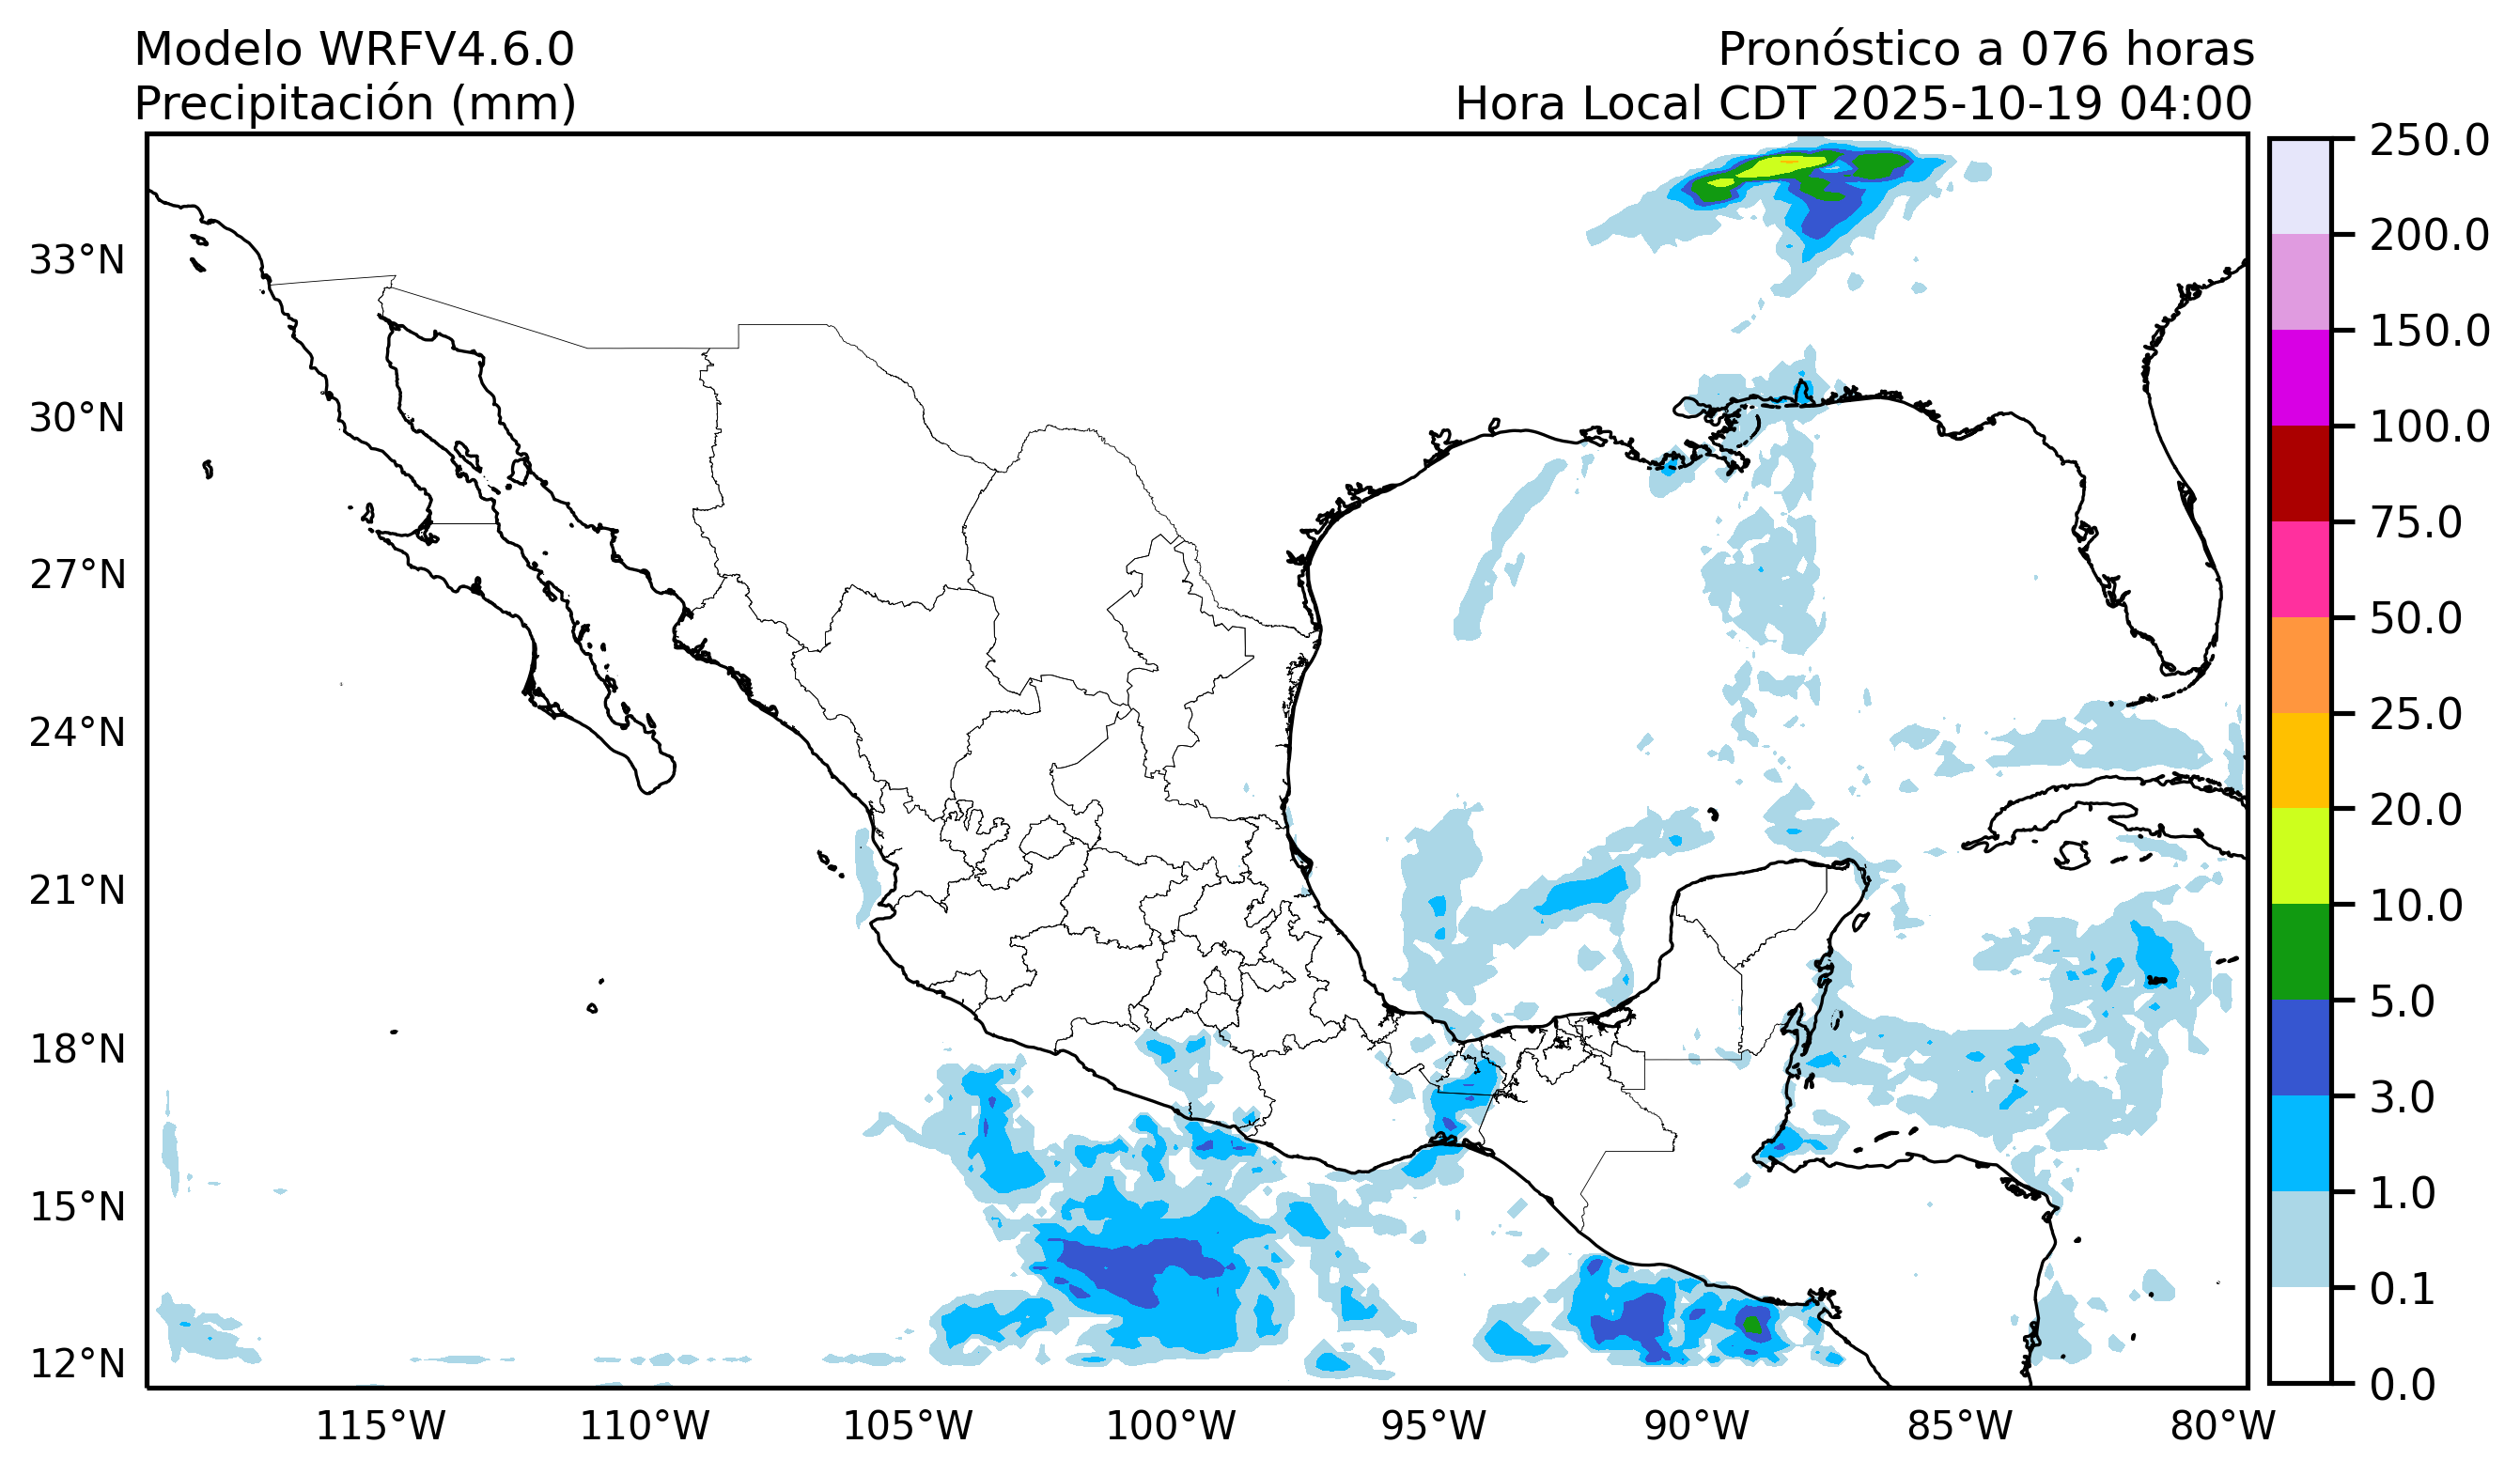 Modelo WRFV4.6.0
Precipitación (mm)
Pronóstico a 076 horas
Hora Local CDT 2025-10-19 04:00
33°N
30°N
27°N
24°N
21°N
18°N
15°N
12°N
115°W
110°W
105°W
100°W
95°W
90°W
85°W
80°W
250.0
200.0
150.0
100.0
75.0
50.0
25.0
20.0
10.0
5.0
3.0
1.0
0.1
0.0